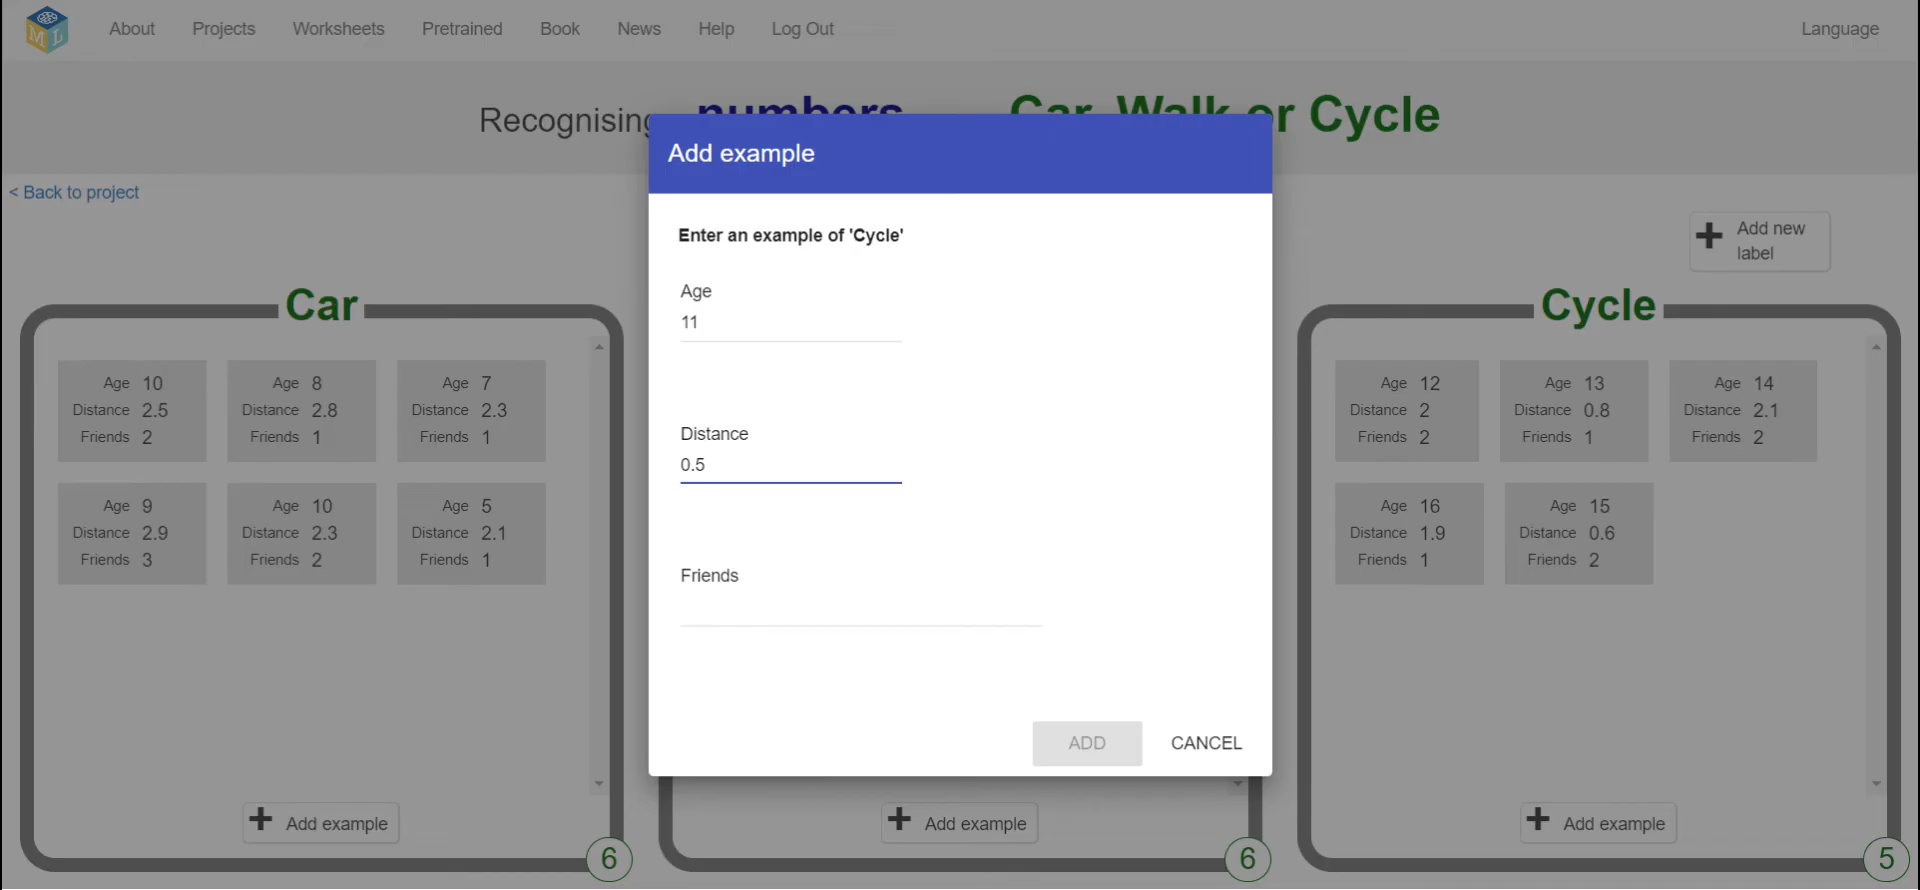 About
Projects
Worksheets
Pretrained
Book
News
Help
Log Out
Language
Recognising numbers Car, Walk or Cycle
< Back to project
Add new
label
Car
Age 10
Distance 2.5
Friends 2
Age 8
Distance 2.8
Friends 1
Age 7
Distance 2.3
Friends 1
Age 9
Distance 2.9
Friends 3
Age 10
Distance 2.3
Friends 2
Age 5
Distance 2.1
Friends 1
Add example
6
Add example
Enter an example of 'Cycle'
Age
11
Distance
0.5
Friends
ADD
CANCEL
Add example
6
Cycle
Age 12
Distance 2
Friends 2
Age 13
Distance 0.8
Friends 1
Age 14
Distance 2.1
Friends 2
Age 16
Distance 1.9
Friends 1
Age 15
Distance 0.6
Friends 2
Add example
5